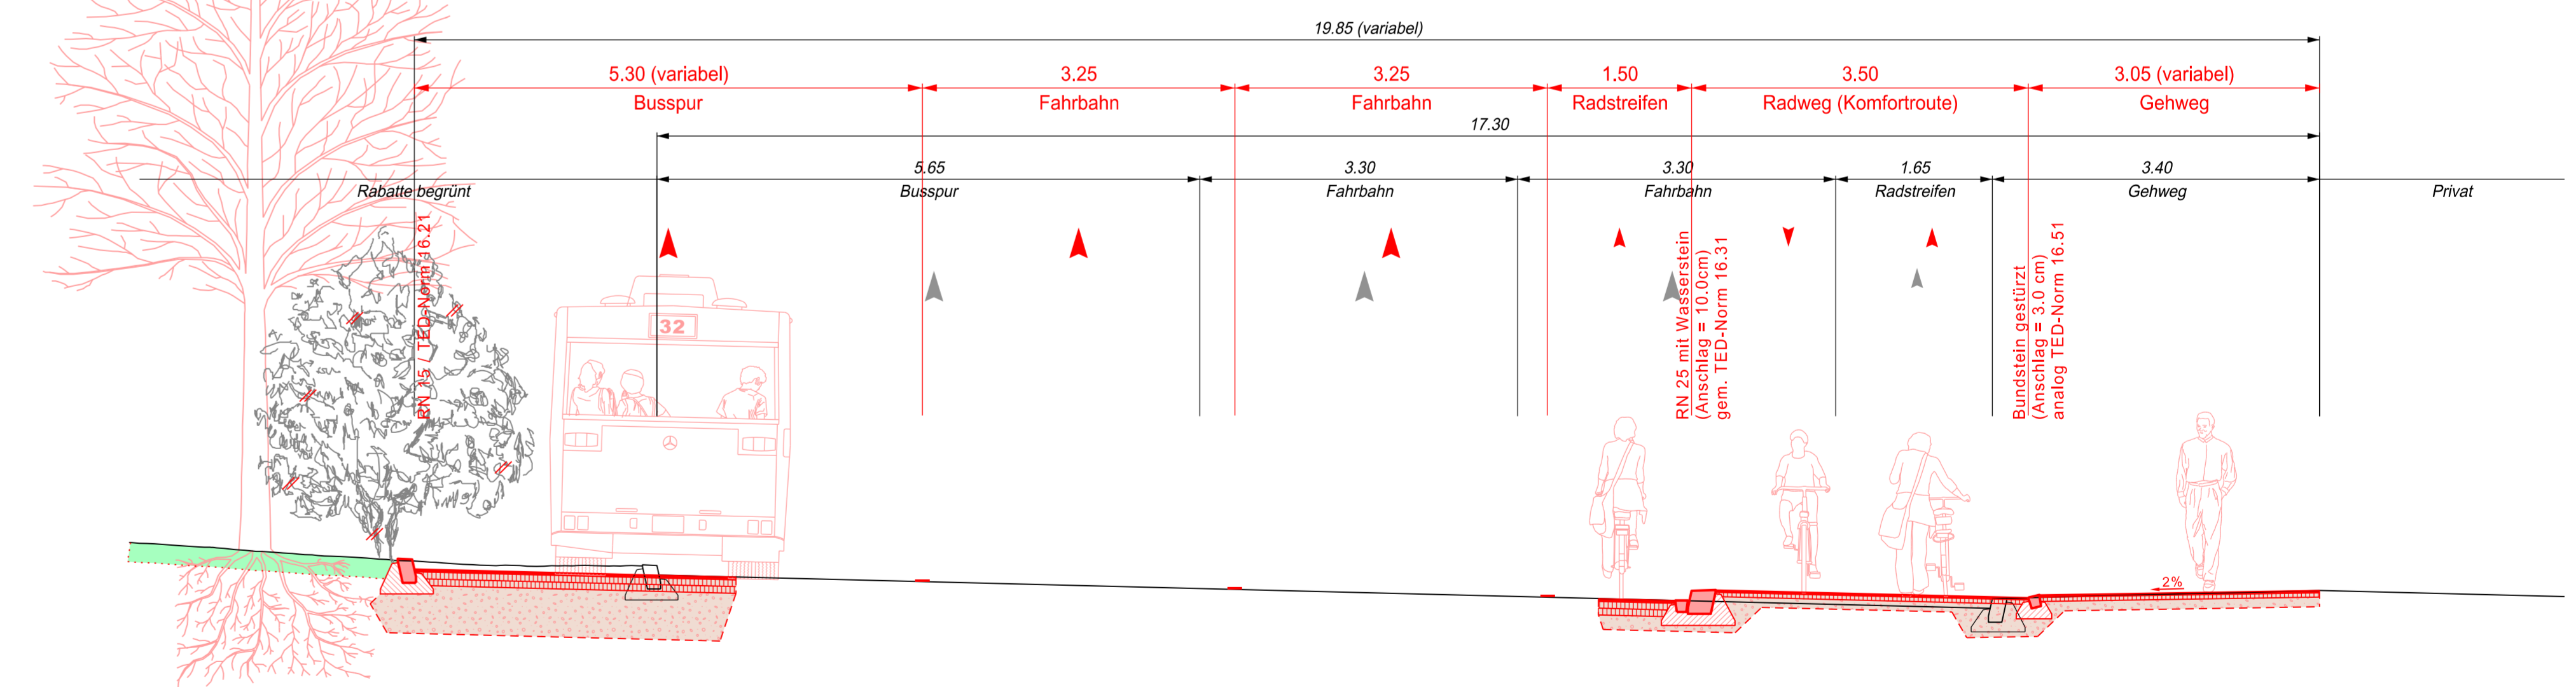 19.85 (variabel)
5.30 (variabel) 3.25 3.25 1.50 3.50 3.05 (variabel)
Busspur Fahrbahn Fahrbahn Radstreifen Radweg (Komfortroute) Gehweg
17.30
5.65 3.30 3.30 1.65 3.40
Rabatte begrünt Busspur Fahrbahn Fahrbahn Radstreifen Gehweg Privat
RN 15 / TED-Norm 16.21
32
RN 25 mit Wasserstein
(Anschlag = 10.0cm)
gem. TED-Norm 16.31
Bundstein gestürzt
(Anschlag = 3.0 cm)
analog TED-Norm 16.51
2%